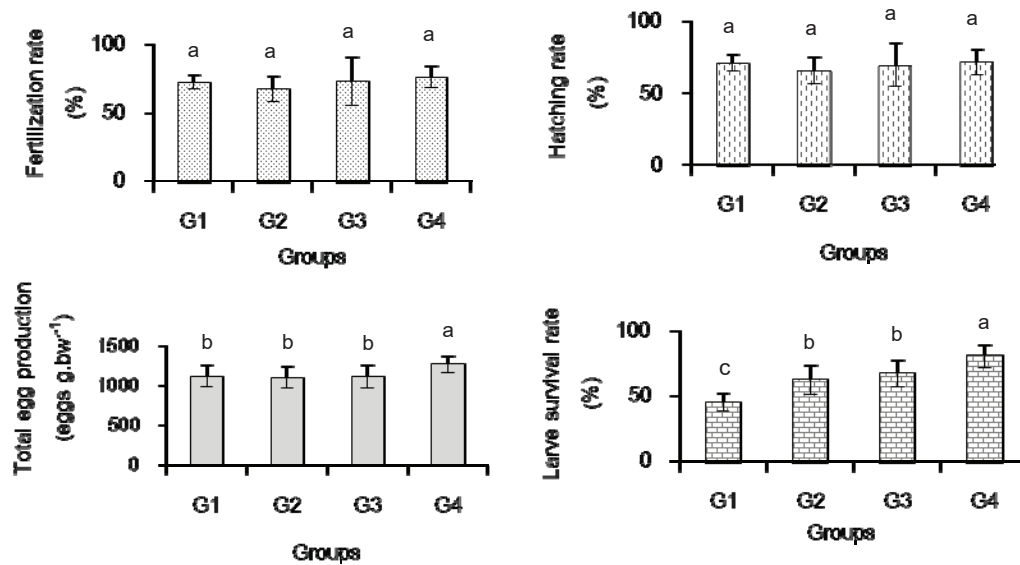 Fertilization rate
(%)
100
50
0
a a a a
G1 G2 G3 G4
Groups
Hatching rate
(%)
100
50
0
a a a a
G1 G2 G3 G4
Groups
Total egg production
(eggs g.bw-1)
1500
1000
500
0
b b b a
G1 G2 G3 G4
Groups
Larve survival rate
(%)
100
50
0
c b b a
G1 G2 G3 G4
Groups